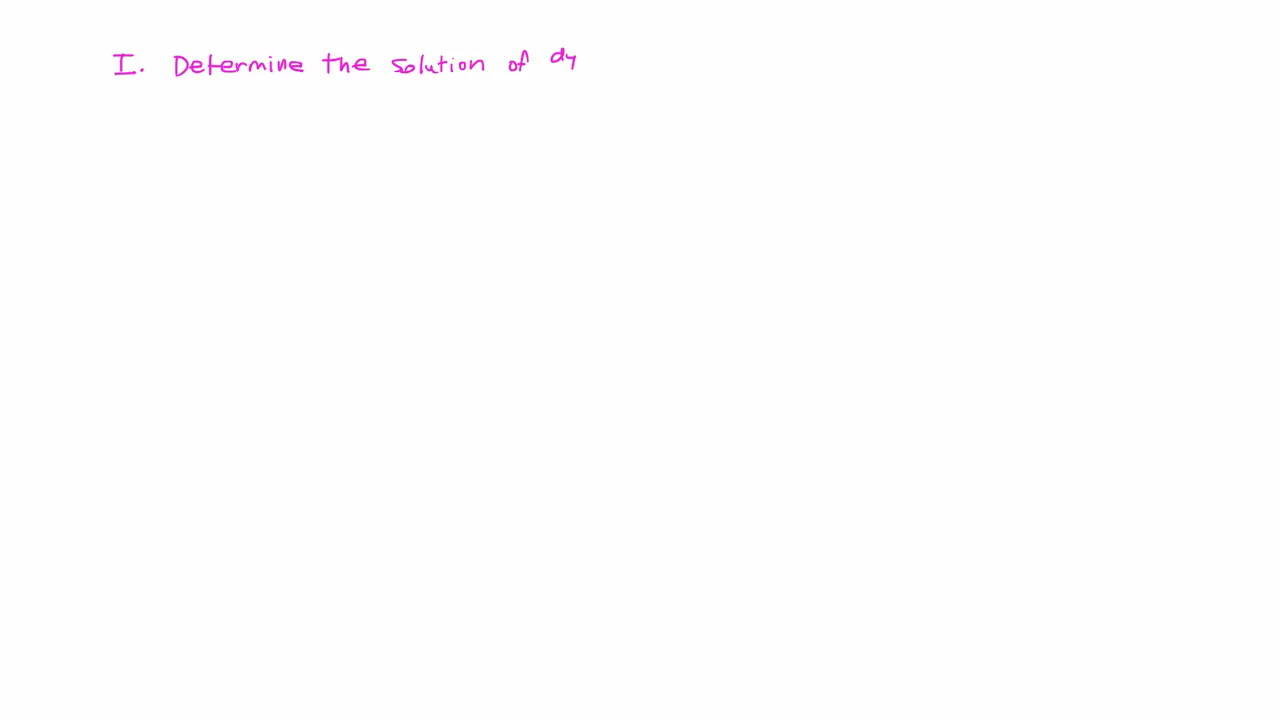 I. Determine the solution of dy